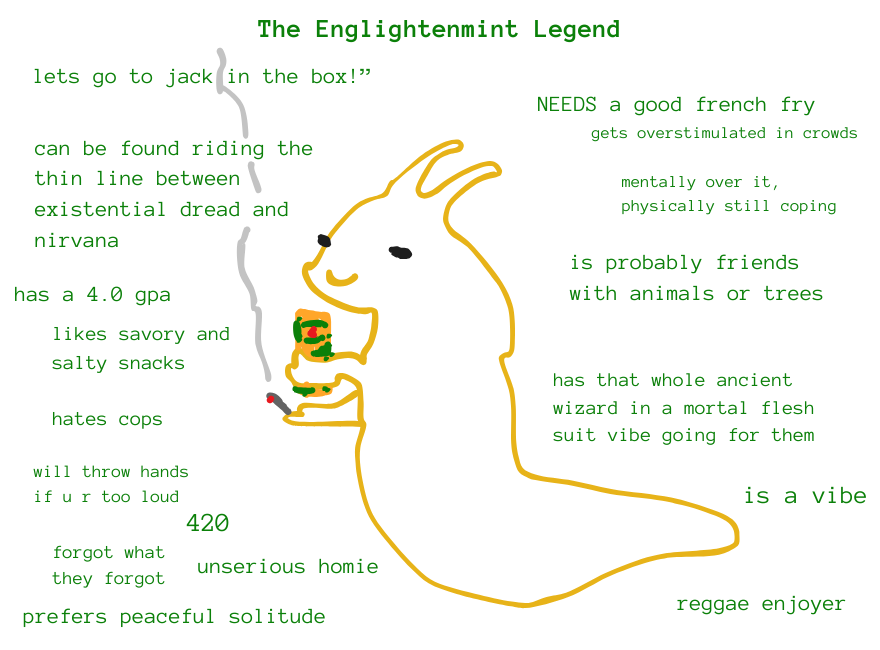 The Englightenmint Legend
lets go to jack in the box!”
can be found riding the
thin line between
existential dread and
nirvana
has a 4.0 gpa
likes savory and
salty snacks
hates cops
will throw hands
if u r too loud
420
forgot what
they forgot
unserious homie
prefers peaceful solitude
NEEDS a good french fry
gets overstimulated in crowds
mentally over it,
physically still coping
is probably friends
with animals or trees
has that whole ancient
wizard in a mortal flesh
suit vibe going for them
is a vibe
reggae enjoyer